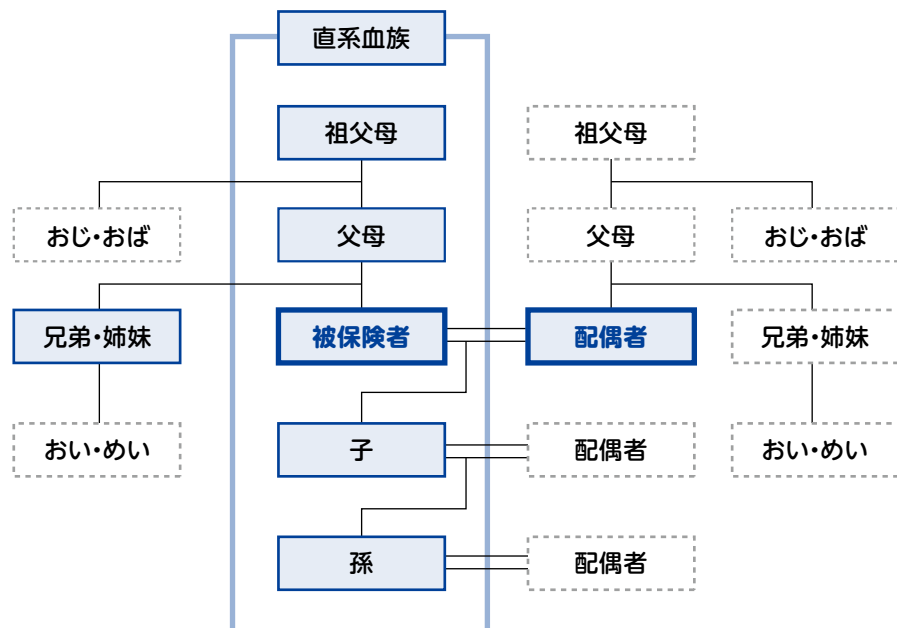 直系血族
祖父母
祖父母
おじ・おば
父母
父母
おじ・おば
兄弟・姉妹
被保険者
配偶者
兄弟・姉妹
おい・めい
子
配偶者
おい・めい
孫
配偶者